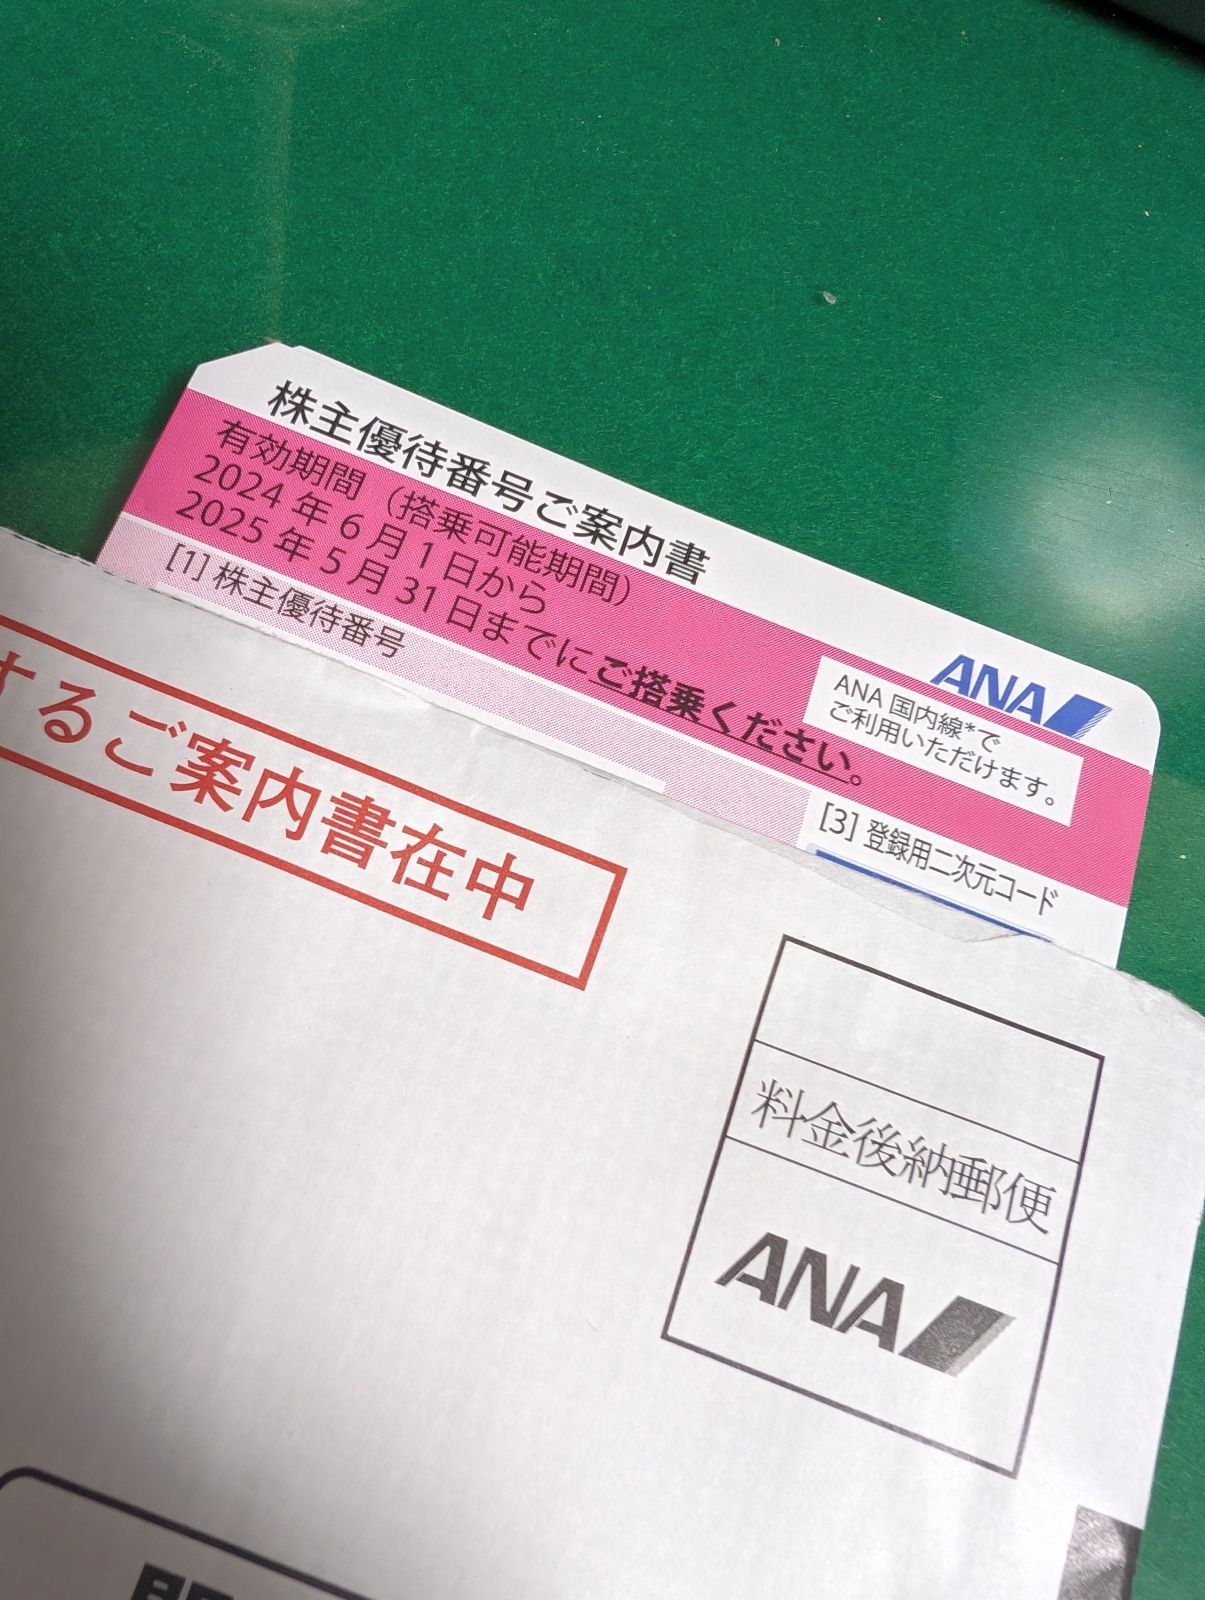 株主優待番号ご案内書
有効期間（搭乗可能期間）
2024年6月1日から
2025年5月31日までにご搭乗ください。
ANA
ANA国内線*で
ご利用いただけます。
[1] 株主優待番号
[3] 登録用二次元コード
するご案内書在中
料金後納郵便
ANA